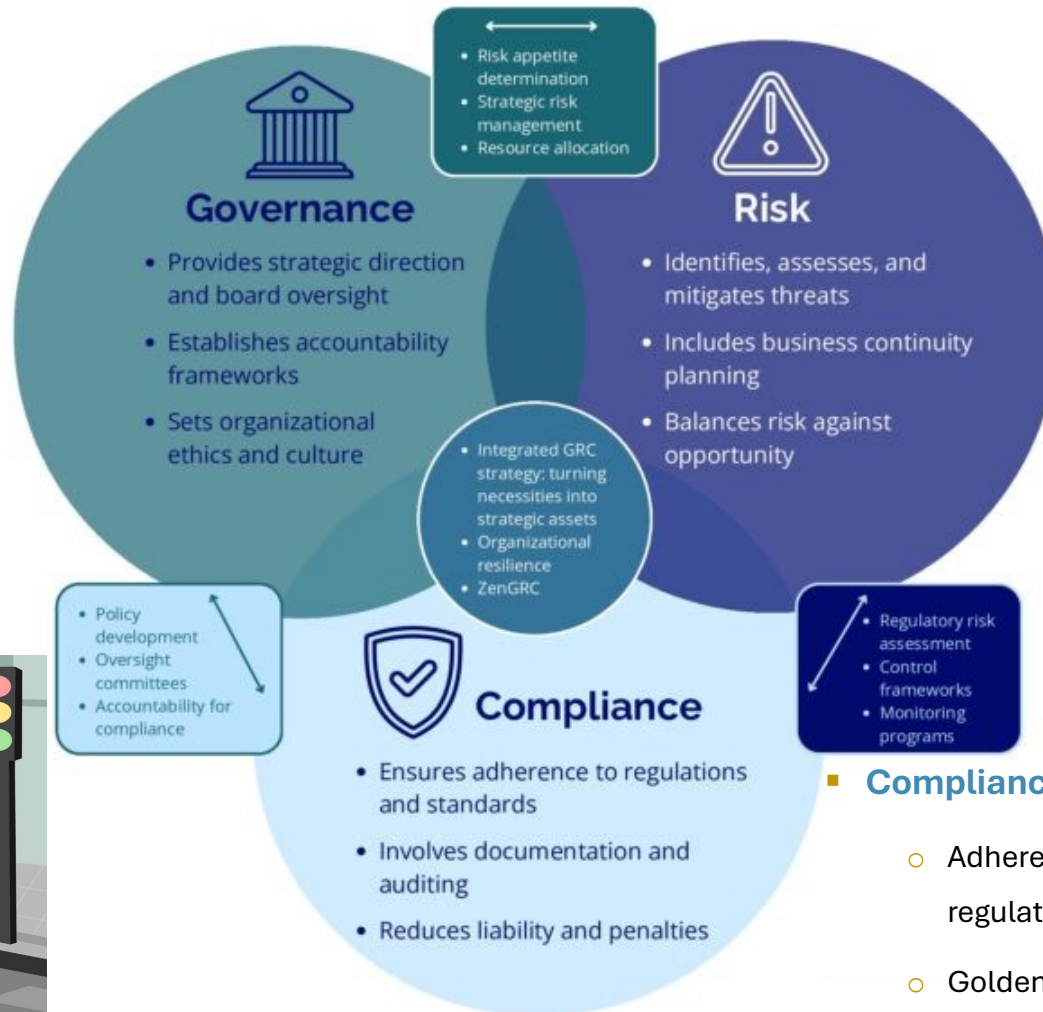 • Risk appetite
determination
• Strategic risk
management
• Resource allocation
Governance
• Provides strategic direction
and board oversight
• Establishes accountability
frameworks
• Sets organizational
ethics and culture
Risk
• Identifies, assesses, and
mitigates threats
• Includes business continuity
planning
• Balances risk against
opportunity
• Integrated GRC
strategy: turning
necessities into
strategic assets
• Organizational
resilience
• ZenGRC
• Policy
development
• Oversight
committees
• Accountability for
compliance
• Regulatory risk
assessment
• Control
frameworks
• Monitoring
programs
Compliance
• Ensures adherence to regulations
and standards
• Involves documentation and
auditing
• Reduces liability and penalties
▪ Complianc
o Adhere
regulat
o Golden